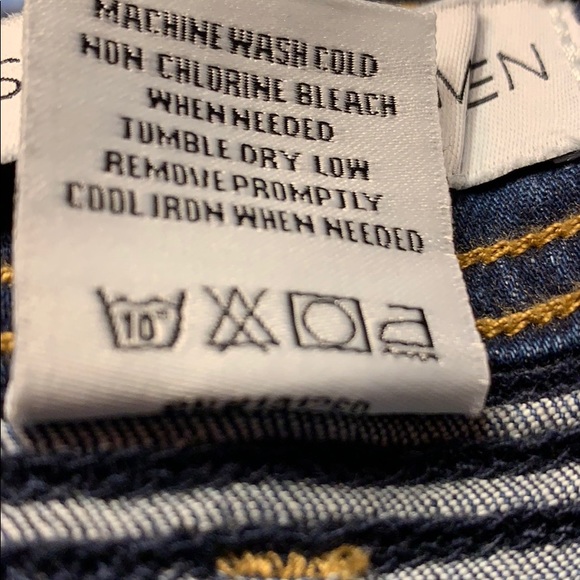 MACHINE WASH COLD
NON CHLORINE BLEACH
WHEN NEEDED
TUMBLE DRY LOW
REMOVE PROMPTLY
COOL IRON WHEN NEEDED
10°